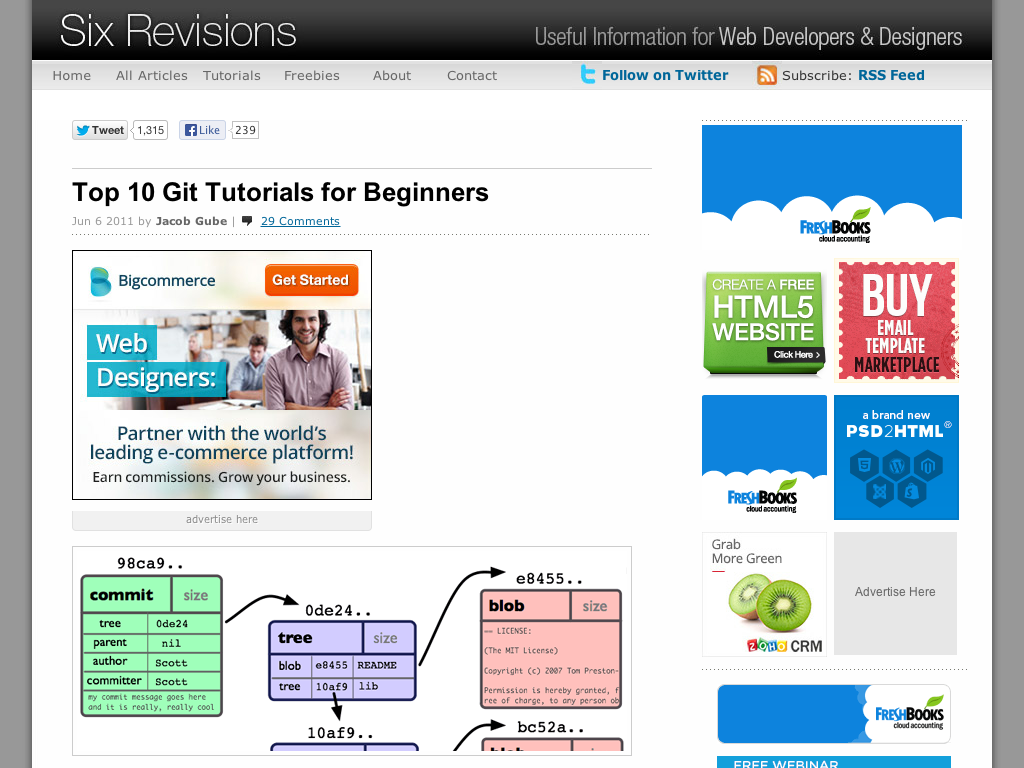 Six Revisions
Useful Information for Web Developers & Designers
Home
All Articles
Tutorials
Freebies
About
Contact
Follow on Twitter
Subscribe: RSS Feed
Tweet
1,315
Like
239
Top 10 Git Tutorials for Beginners
Jun 6 2011 by Jacob Gube |
29 Comments
Bigcommerce
Get Started
Web
Designers:
Partner with the world's
leading e-commerce platform!
Earn commissions. Grow your business.
advertise here
98ca9..
commit size
tree 0de24
parent nil
author Scott
committer Scott
my commit message goes here
and it is really, really cool
0de24..
tree size
blob e8455 README
tree 10af9 lib
10af9..
e8455..
blob size
== LICENSE:
(The MIT License)
Copyright (c) 2007 Tom Preston-
Permission is hereby granted, f
ree of charge, to any person ob
bc52a..
blob size
FRESHBOOKS
cloud accounting
CREATE A FREE
HTML5
WEBSITE
Click Here >
BUY
EMAIL
TEMPLATE
MARKETPLACE
FRESHBOOKS
cloud accounting
a brand new
PSD2HTML®
Grab
More Green
ZOHO CRM
Advertise Here
FRESHBOOKS
cloud accounting
FREE WEBINAR